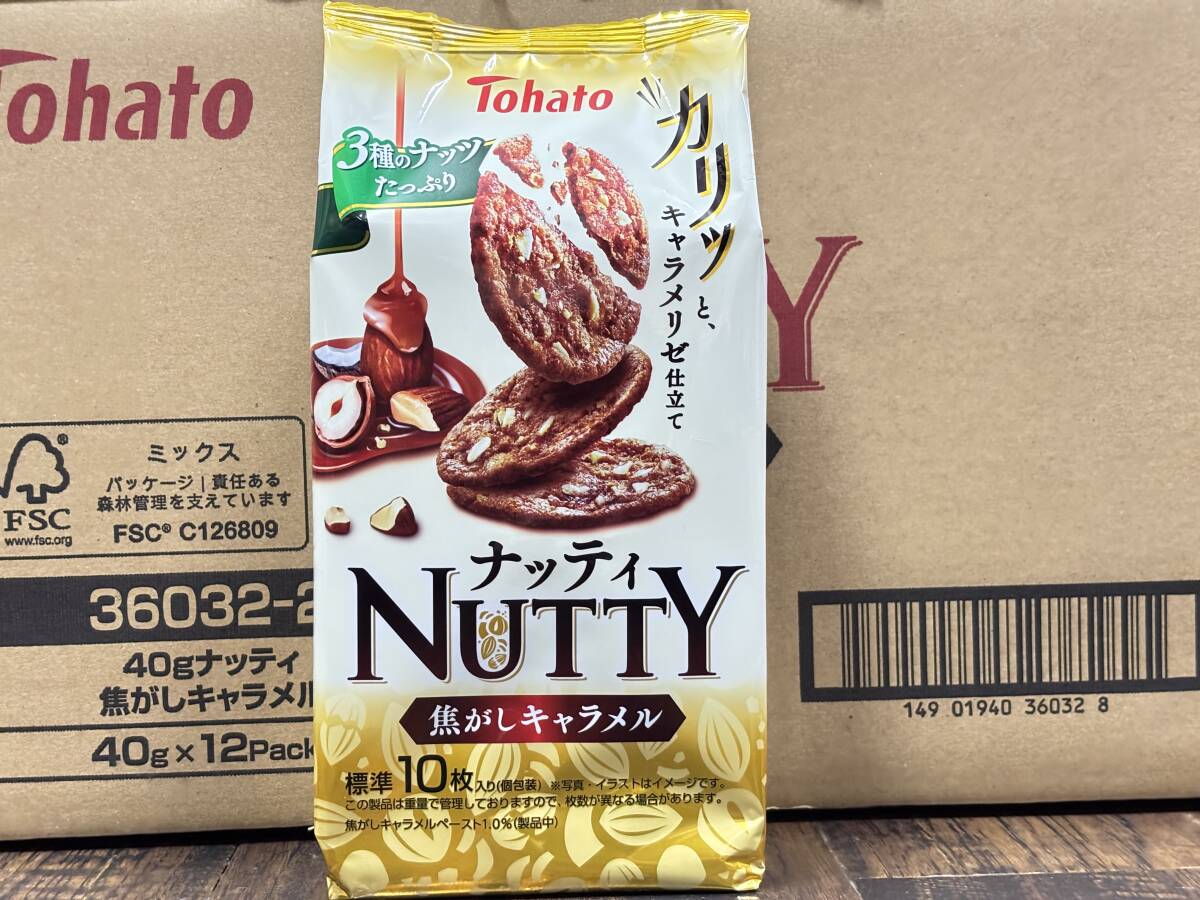 Tohato
カリッ
と、
キャラメリゼ仕立て
3種のナッツ
たっぷり
ナッティ
NUTTY
焦がしキャラメル
標準10枚入り(個包装) ※写真・イラストはイメージです。
この製品は重量で管理しておりますので、枚数が異なる場合があります。
焦がしキャラメルペースト1.0%(製品中)
Tohato
Y
FSC
www.fsc.org
®
ミックス
パッケージ | 責任ある
森林管理を支えています
FSC® C126809
36032-2
40gナッティ
焦がしキャラメル
40g×12Pack
149 01940 36032 8